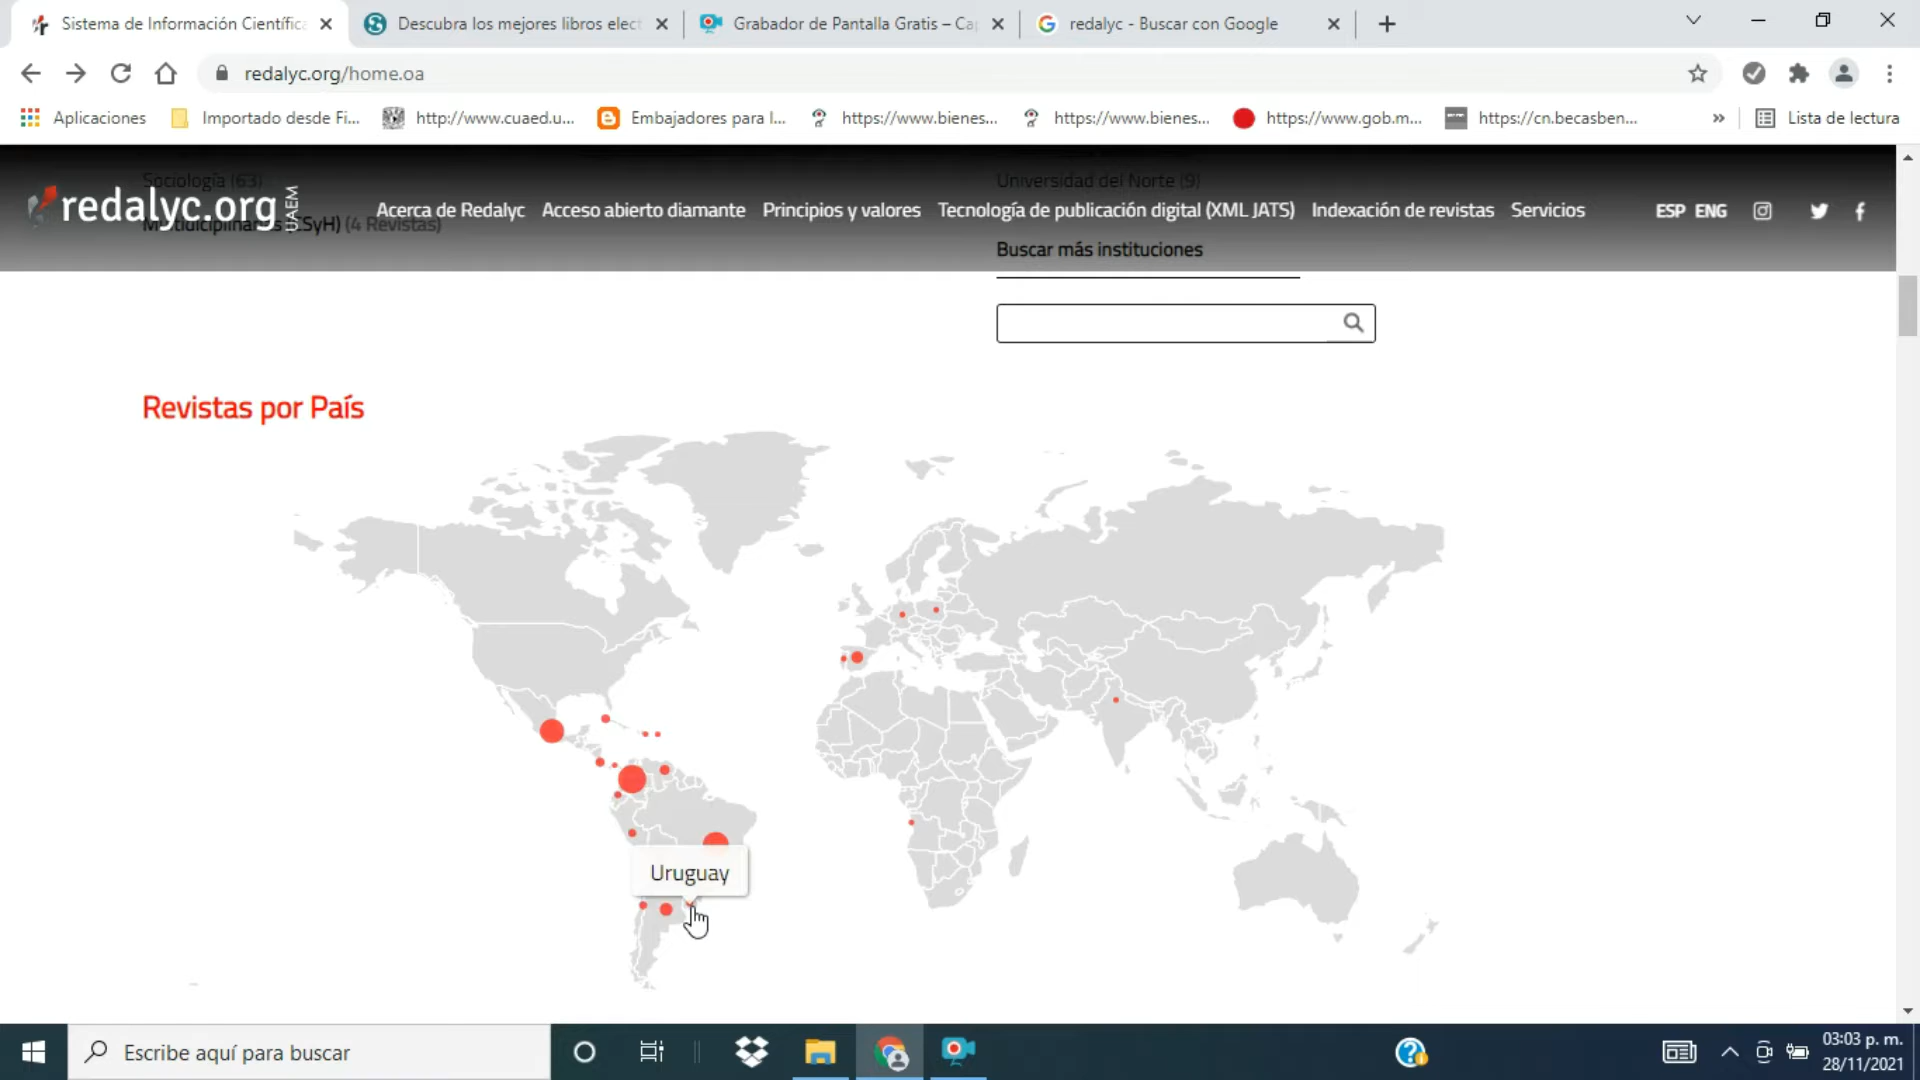 Sistema de Información Científica
Descubra los mejores libros elect
Grabador de Pantalla Gratis – Ca
redalyc - Buscar con Google
redalyc.org/home.oa
Aplicaciones
Importado desde Fi...
http://www.cuaed.u...
Embajadores para l...
https://www.bienes...
https://www.bienes...
https://www.gob.m...
https://cn.becasben...
»
Lista de lectura
Sociología (63)
Universidad del Norte (9)
redalyc.org UAEM
Acerca de Redalyc
Acceso abierto diamante
Principios y valores
Tecnología de publicación digital (XML JATS)
Indexación de revistas
Servicios
ESP ENG
(CSyH) (4 Revistas)
Buscar más instituciones
Revistas por País
Uruguay
Escribe aquí para buscar
03:03 p. m.
28/11/2021